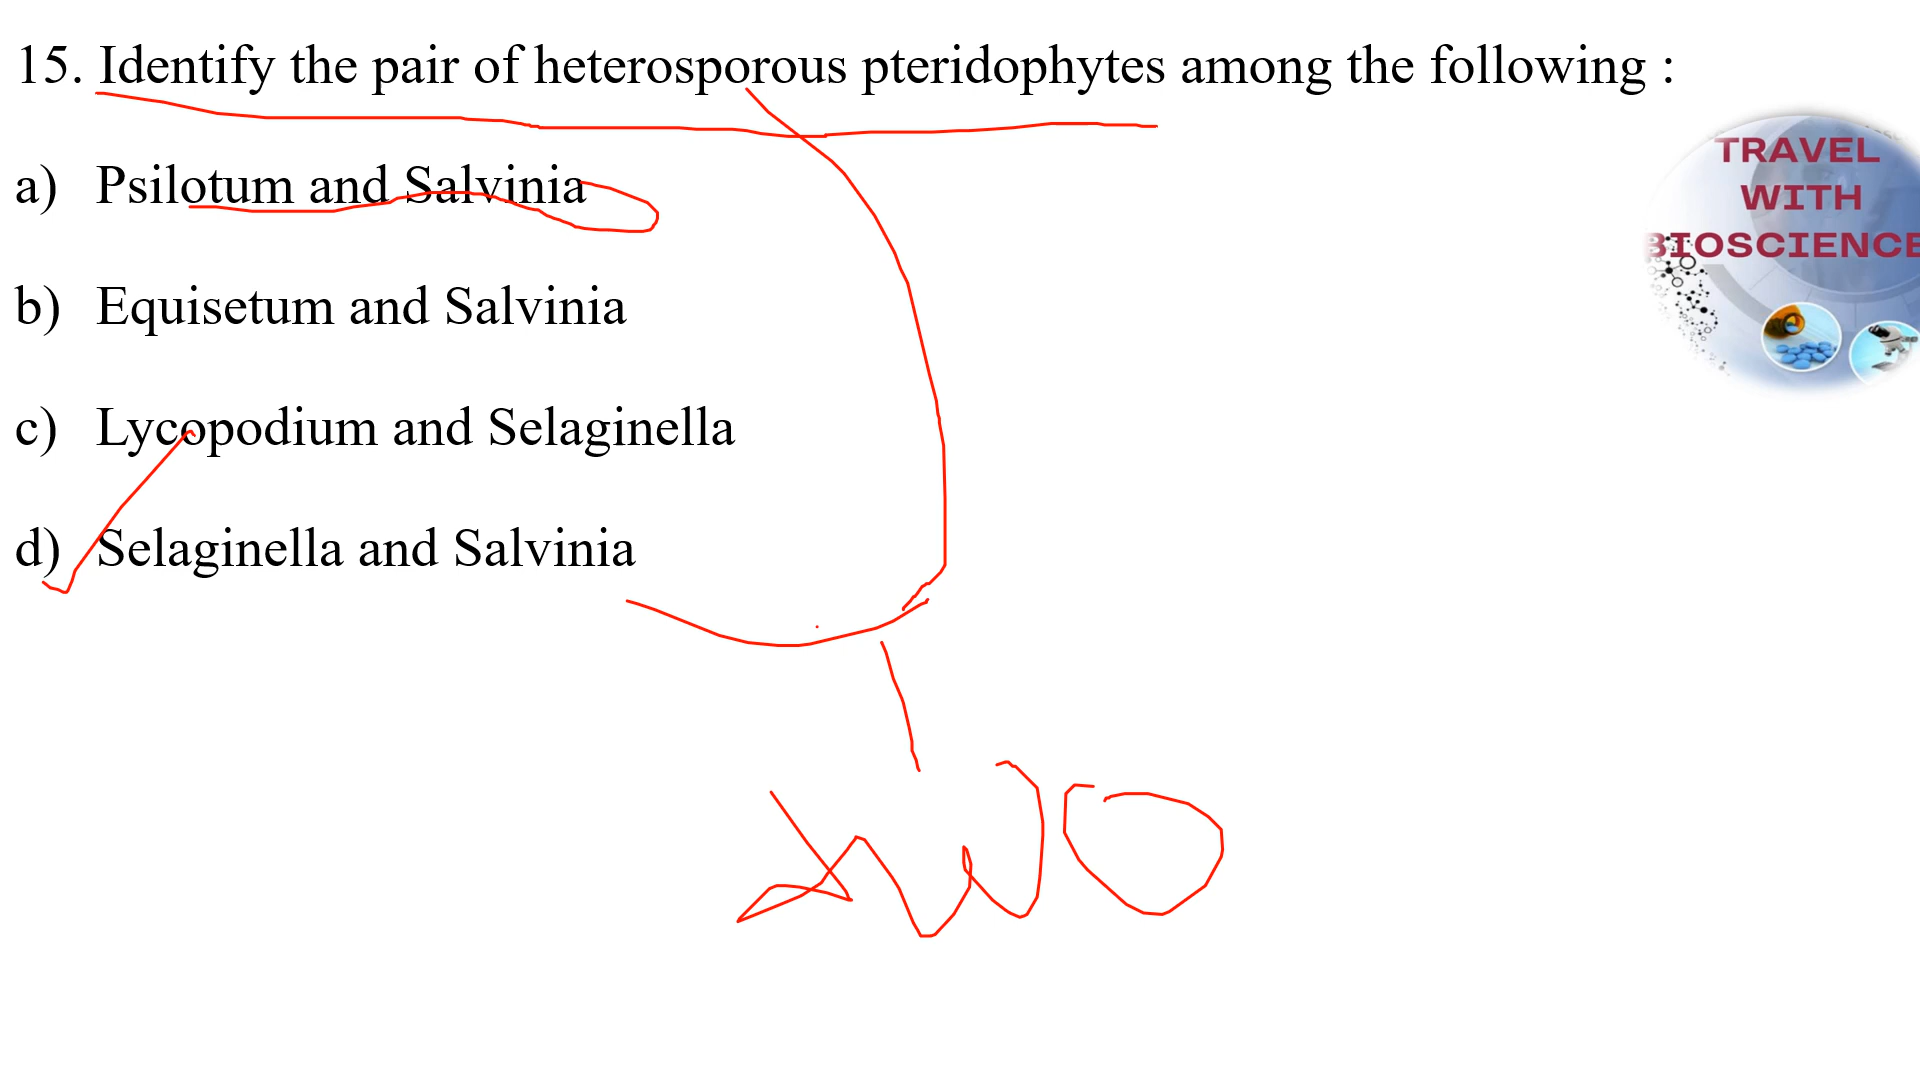 15. Identify the pair of heterosporous pteridophytes among the following :
a) Psilotum and Salvinia
b) Equisetum and Salvinia
c) Lycopodium and Selaginella
d) Selaginella and Salvinia
TRAVEL
WITH
BIOSCIENCE